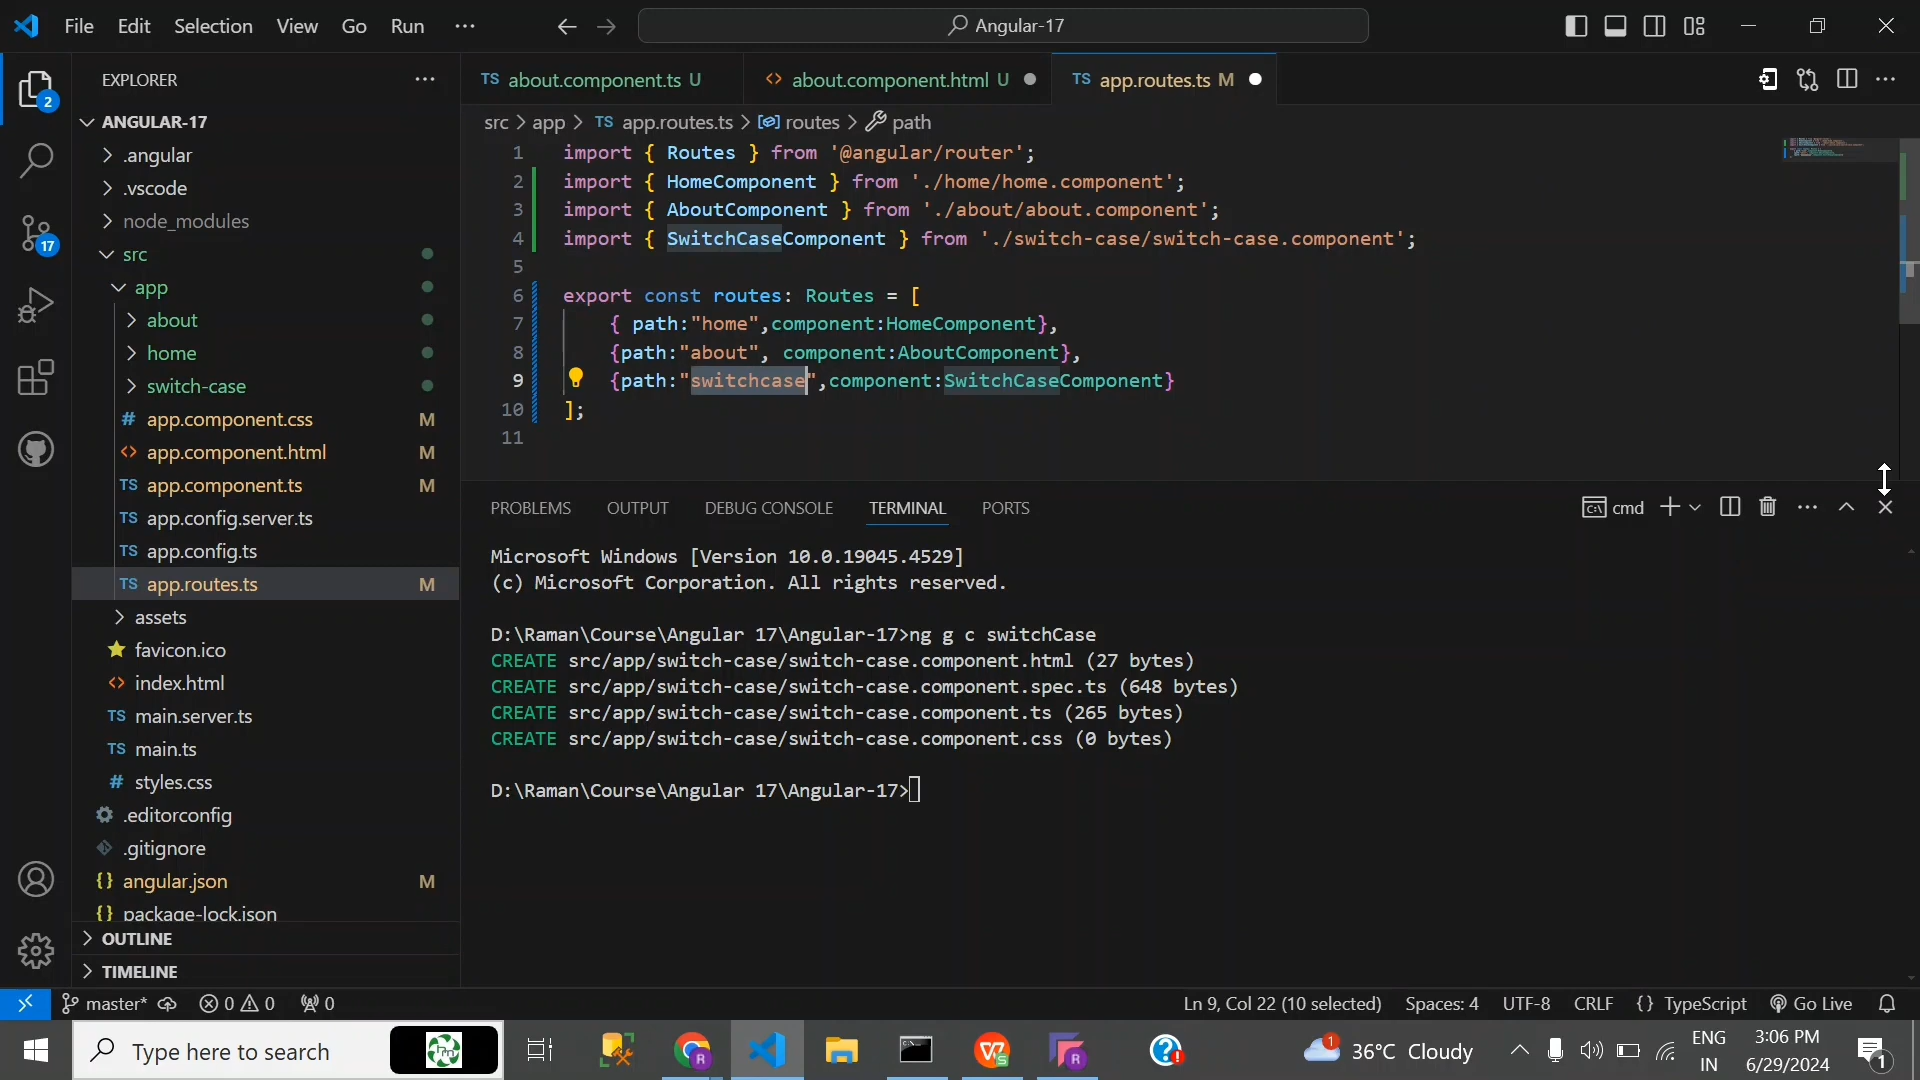 File Edit Selection View Go Run ···
Angular-17
EXPLORER
ANGULAR-17
.angular
.vscode
node_modules
src
app
about
home
switch-case
# app.component.css M
<> app.component.html M
TS app.component.ts M
TS app.config.server.ts
TS app.config.ts
TS app.routes.ts M
assets
favicon.ico
<> index.html
TS main.server.ts
TS main.ts
# styles.css
.editorconfig
.gitignore
{} angular.json M
{} package-lock.json
OUTLINE
TIMELINE
2
17
TS about.component.ts U
<> about.component.html U
TS app.routes.ts M
src > app > TS app.routes.ts > routes > path
1 import { Routes } from '@angular/router';
2 import { HomeComponent } from './home/home.component';
3 import { AboutComponent } from './about/about.component';
4 import { SwitchCaseComponent } from './switch-case/switch-case.component';
5
6 export const routes: Routes = [
7 { path:"home",component:HomeComponent},
8 {path:"about", component:AboutComponent},
9 {path:"switchcase",component:SwitchCaseComponent}
10 ];
11
PROBLEMS OUTPUT DEBUG CONSOLE TERMINAL PORTS
cmd
Microsoft Windows [Version 10.0.19045.4529]
(c) Microsoft Corporation. All rights reserved.
D:\Raman\Course\Angular 17\Angular-17>ng g c switchCase
CREATE src/app/switch-case/switch-case.component.html (27 bytes)
CREATE src/app/switch-case/switch-case.component.spec.ts (648 bytes)
CREATE src/app/switch-case/switch-case.component.ts (265 bytes)
CREATE src/app/switch-case/switch-case.component.css (0 bytes)
D:\Raman\Course\Angular 17\Angular-17>
master* 0 0 0
Ln 9, Col 22 (10 selected) Spaces: 4 UTF-8 CRLF {} TypeScript Go Live
Type here to search
1 36°C Cloudy
ENG
IN
3:06 PM
6/29/2024
1